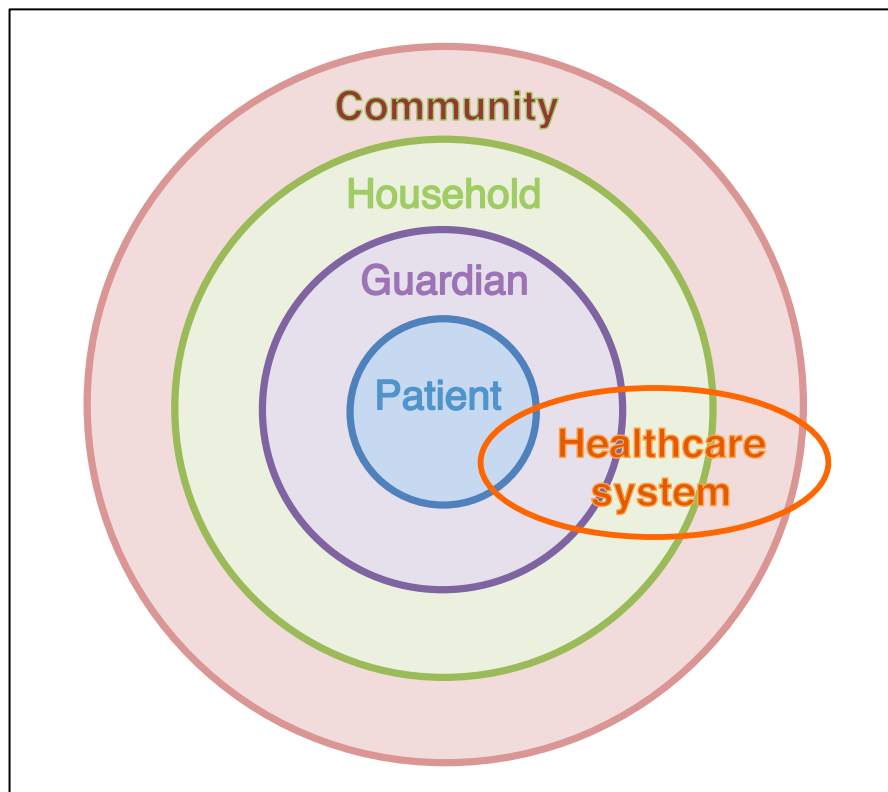 Community
Household
Guardian
Patient
Healthcare
system